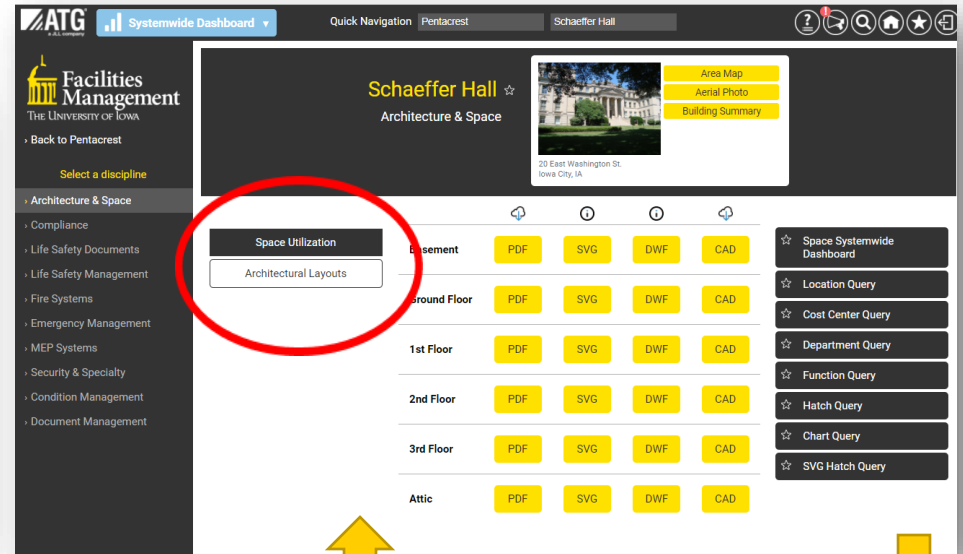 ATG
a JLL company
Systemwide Dashboard ▾
Quick Navigation
Pentacrest
Schaeffer Hall
1
Facilities
Management
THE UNIVERSITY OF IOWA
› Back to Pentacrest
Select a discipline
› Architecture & Space
› Compliance
› Life Safety Documents
› Life Safety Management
› Fire Systems
› Emergency Management
› MEP Systems
› Security & Specialty
› Condition Management
› Document Management
Schaeffer Hall
Architecture & Space
20 East Washington St.
Iowa City, IA
Area Map
Aerial Photo
Building Summary
Space Utilization
Architectural Layouts
Basement PDF SVG DWF CAD
Ground Floor PDF SVG DWF CAD
1st Floor PDF SVG DWF CAD
2nd Floor PDF SVG DWF CAD
3rd Floor PDF SVG DWF CAD
Attic PDF SVG DWF CAD
Space Systemwide
Dashboard
Location Query
Cost Center Query
Department Query
Function Query
Hatch Query
Chart Query
SVG Hatch Query